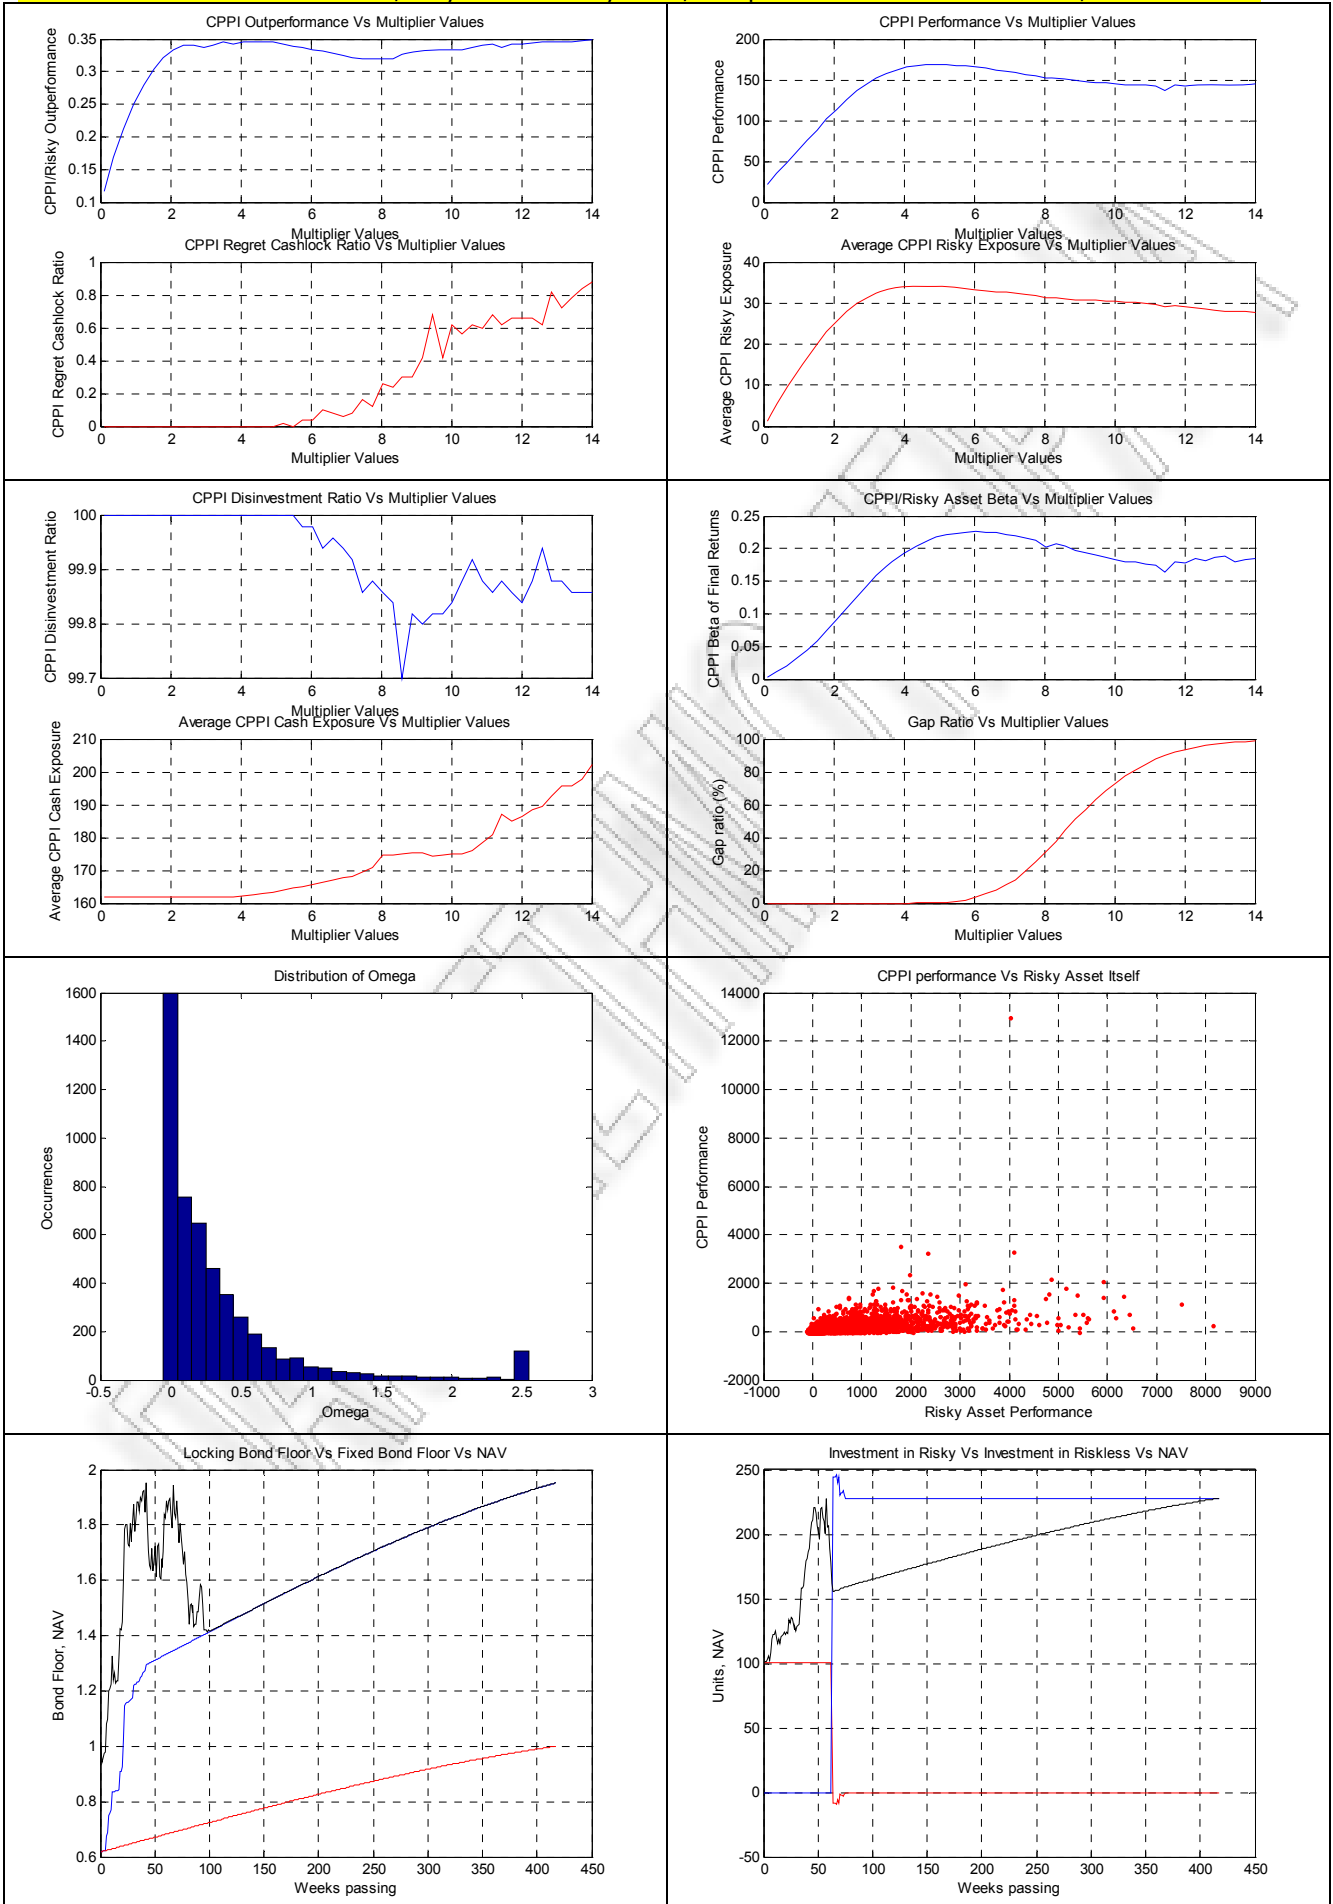 CPPI Outperformance Vs Multiplier Values
CPPI/Risky Outperformance
0.35
0.3
0.25
0.2
0.15
0.1
0 2 4 6 8 10 12 14
Multiplier Values
CPPI Regret Cashlock Ratio Vs Multiplier Values
CPPI Regret Cashlock Ratio
1
0.8
0.6
0.4
0.2
0
0 2 4 6 8 10 12 14
Multiplier Values
CPPI Performance Vs Multiplier Values
CPPI Performance
200
150
100
50
0
0 2 4 6 8 10 12 14
Multiplier Values
Average CPPI Risky Exposure Vs Multiplier Values
Average CPPI Risky Exposure
40
30
20
10
0
0 2 4 6 8 10 12 14
Multiplier Values
CPPI Disinvestment Ratio Vs Multiplier Values
CPPI Disinvestment Ratio
100
99.9
99.8
99.7
0 2 4 6 8 10 12 14
Multiplier Values
Average CPPI Cash Exposure Vs Multiplier Values
Average CPPI Cash Exposure
210
200
190
180
170
160
0 2 4 6 8 10 12 14
Multiplier Values
CPPI/Risky Asset Beta Vs Multiplier Values
CPPI Beta of Final Returns
0.25
0.2
0.15
0.1
0.05
0
0 2 4 6 8 10 12 14
Gap Ratio Vs Multiplier Values
Gap ratio (%)
100
80
60
40
20
0
0 2 4 6 8 10 12 14
Multiplier Values
Distribution of Omega
Occurrences
1600
1400
1200
1000
800
600
400
200
0
-0.5 0 0.5 1 1.5 2 2.5 3
Omega
CPPI performance Vs Risky Asset Itself
CPPI Performance
14000
12000
10000
8000
6000
4000
2000
0
-2000
-1000 0 1000 2000 3000 4000 5000 6000 7000 8000 9000
Risky Asset Performance
Locking Bond Floor Vs Fixed Bond Floor Vs NAV
Bond Floor, NAV
2
1.8
1.6
1.4
1.2
1
0.8
0.6
0 50 100 150 200 250 300 350 400 450
Weeks passing
Investment in Risky Vs Investment in Riskless Vs NAV
Units, NAV
250
200
150
100
50
0
-50
0 50 100 150 200 250 300 350 400 450
Weeks passing